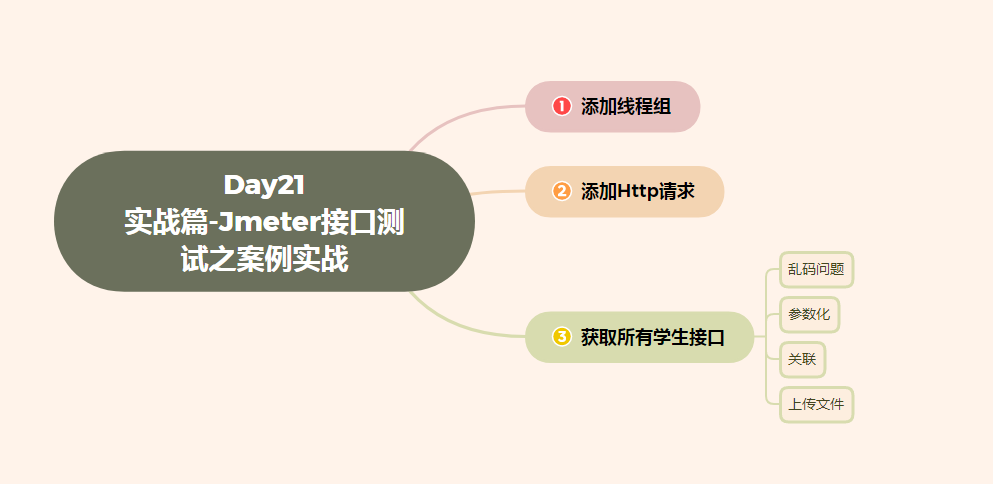 Day21
实战篇-Jmeter接口测
试之案例实战
1 添加线程组
2 添加Http请求
3 获取所有学生接口
乱码问题
参数化
关联
上传文件